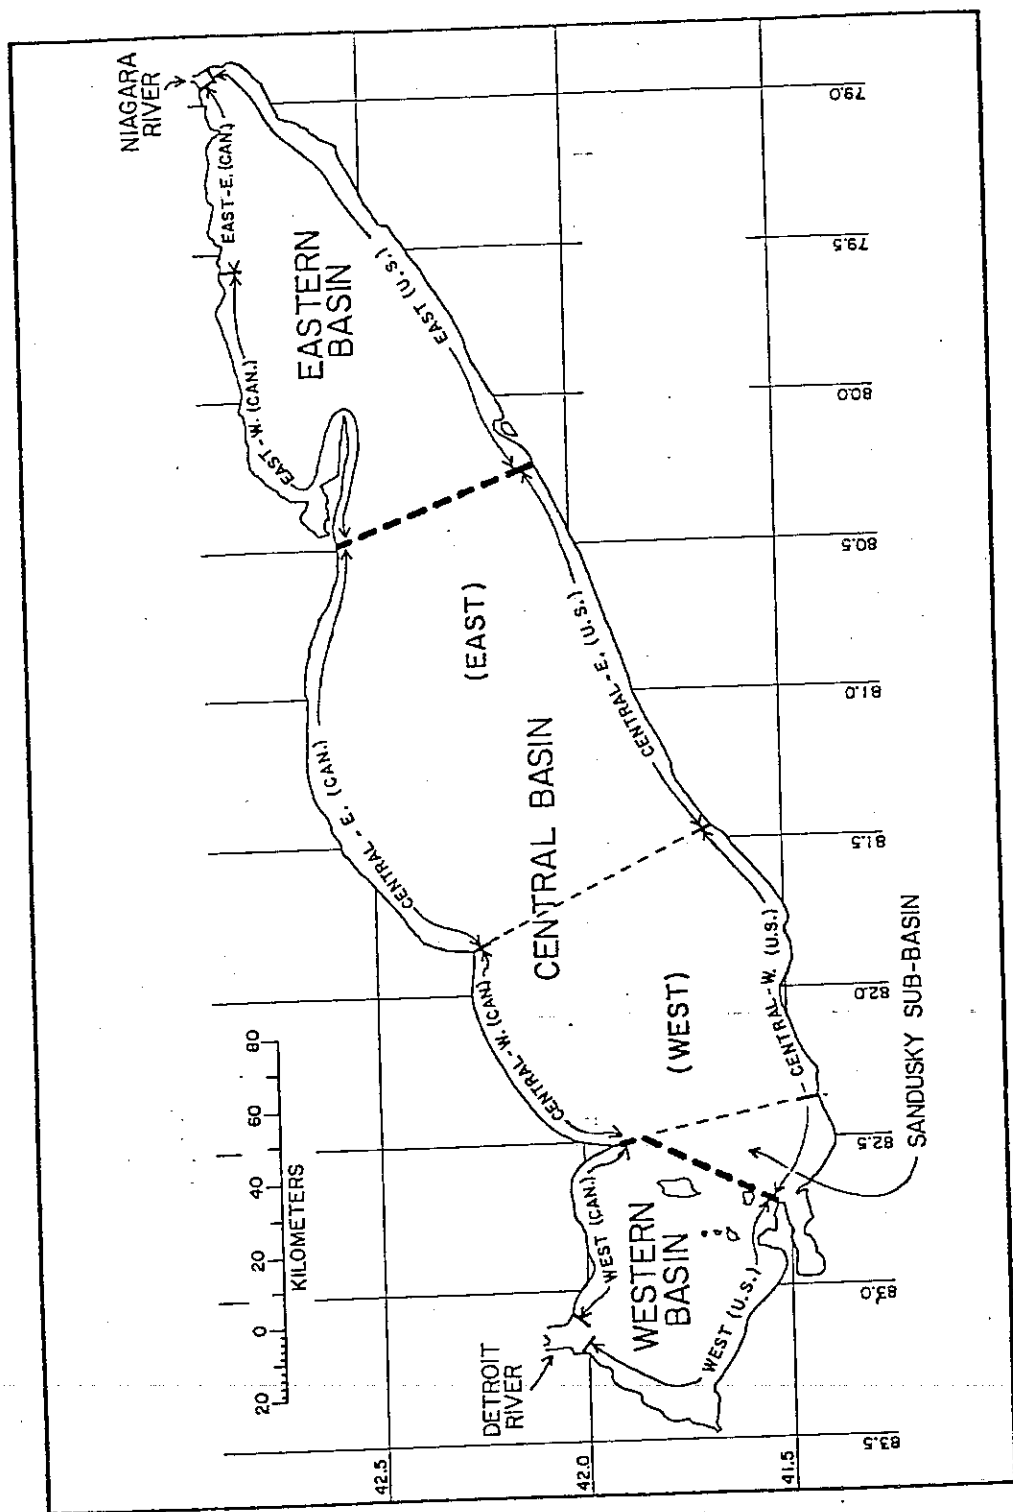 NIAGARA
RIVER
EAST-E. (CAN)
EASTERN
BASIN
EAST (U.S.)
EAST-W. (CAN.)
(EAST)
CENTRAL - E. (U.S.)
CENTRAL - E. (CAN.)
CENTRAL BASIN
CENTRAL-W. (CAN)
(WEST)
CENTRAL-W. (U.S.)
SANDUSKY SUB-BASIN
WEST (CAN.)
WESTERN
BASIN
WEST (U.S.)
DETROIT
RIVER
20 0 20 40 60 80
KILOMETERS
42.5
42.0
41.5
83.5
83.0
82.5
82.0
81.5
81.0
80.5
80.0
79.5
79.0